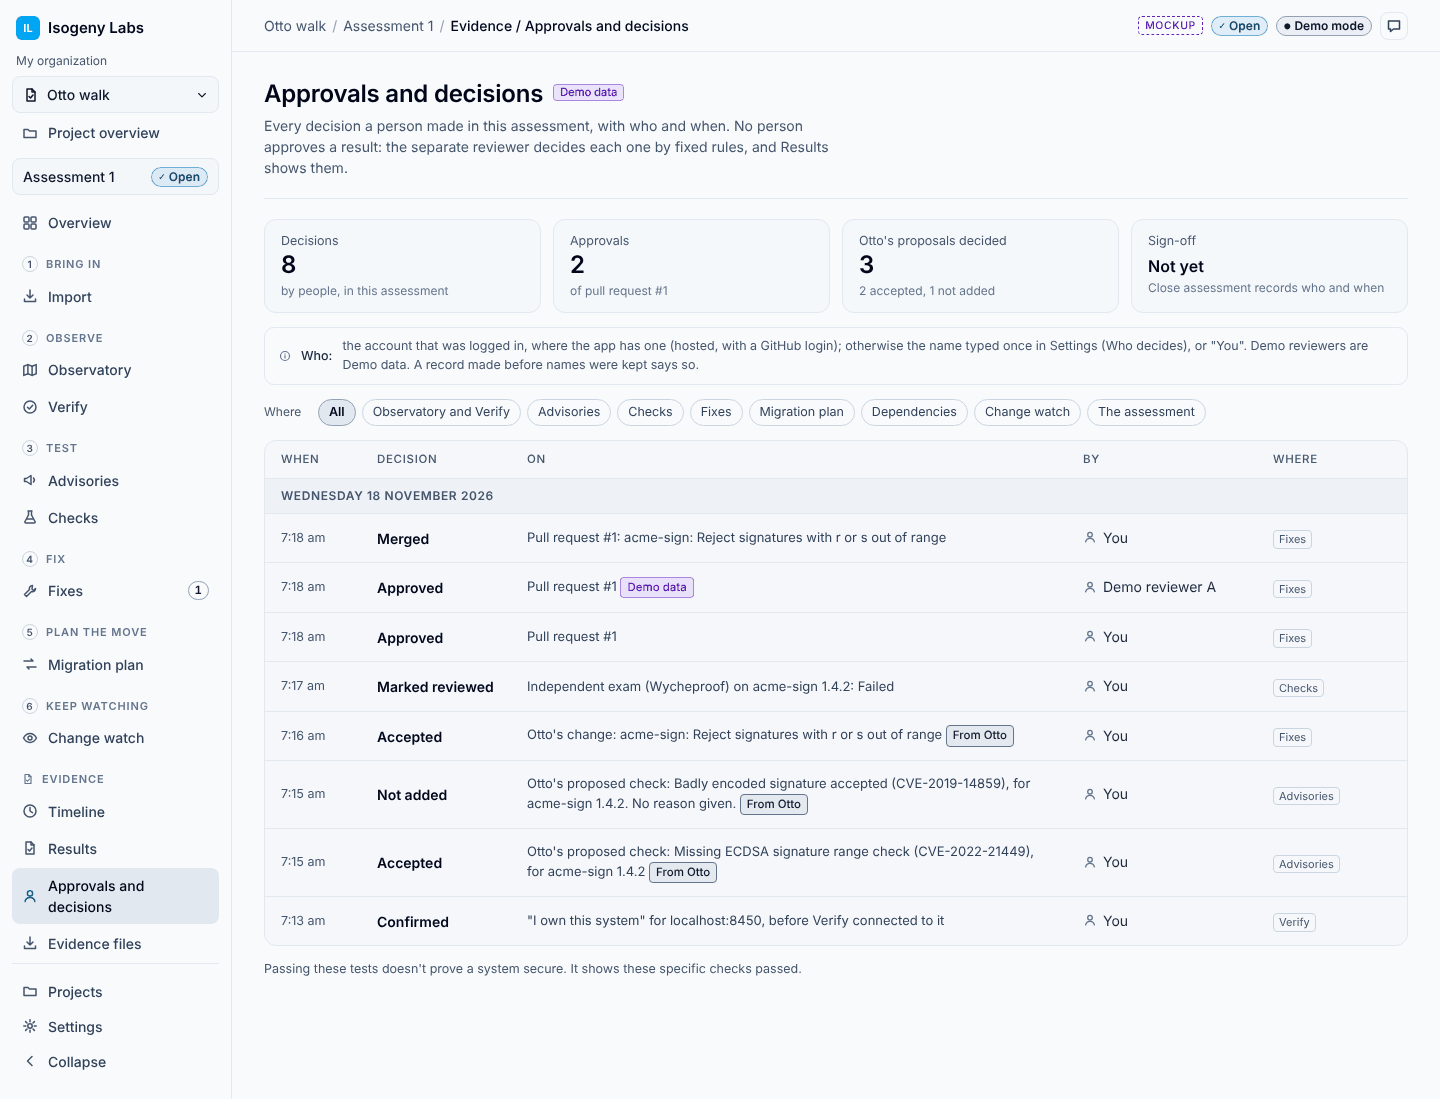 IL Isogeny Labs
My organization
Otto walk
Project overview
Assessment 1 ✓ Open
Overview
1 BRING IN
Import
2 OBSERVE
Observatory
Verify
3 TEST
Advisories
Checks
4 FIX
Fixes 1
5 PLAN THE MOVE
Migration plan
6 KEEP WATCHING
Change watch
EVIDENCE
Timeline
Results
Approvals and
decisions
Evidence files
Projects
Settings
Collapse
Otto walk / Assessment 1 / Evidence / Approvals and decisions
MOCKUP ✓ Open ● Demo mode
Approvals and decisions Demo data
Every decision a person made in this assessment, with who and when. No person
approves a result: the separate reviewer decides each one by fixed rules, and Results
shows them.
Decisions
8
by people, in this assessment
Approvals
2
of pull request #1
Otto's proposals decided
3
2 accepted, 1 not added
Sign-off
Not yet
Close assessment records who and when
Who: the account that was logged in, where the app has one (hosted, with a GitHub login); otherwise the name typed once in Settings (Who decides), or "You". Demo reviewers are
Demo data. A record made before names were kept says so.
Where All Observatory and Verify Advisories Checks Fixes Migration plan Dependencies Change watch The assessment
WHEN DECISION ON BY WHERE
WEDNESDAY 18 NOVEMBER 2026
7:18 am Merged Pull request #1: acme-sign: Reject signatures with r or s out of range You Fixes
7:18 am Approved Pull request #1 Demo data Demo reviewer A Fixes
7:18 am Approved Pull request #1 You Fixes
7:17 am Marked reviewed Independent exam (Wycheproof) on acme-sign 1.4.2: Failed You Checks
7:16 am Accepted Otto's change: acme-sign: Reject signatures with r or s out of range From Otto You Fixes
7:15 am Not added Otto's proposed check: Badly encoded signature accepted (CVE-2019-14859), for
acme-sign 1.4.2. No reason given. From Otto You Advisories
7:15 am Accepted Otto's proposed check: Missing ECDSA signature range check (CVE-2022-21449),
for acme-sign 1.4.2 From Otto You Advisories
7:13 am Confirmed "I own this system" for localhost:8450, before Verify connected to it You Verify
Passing these tests doesn't prove a system secure. It shows these specific checks passed.